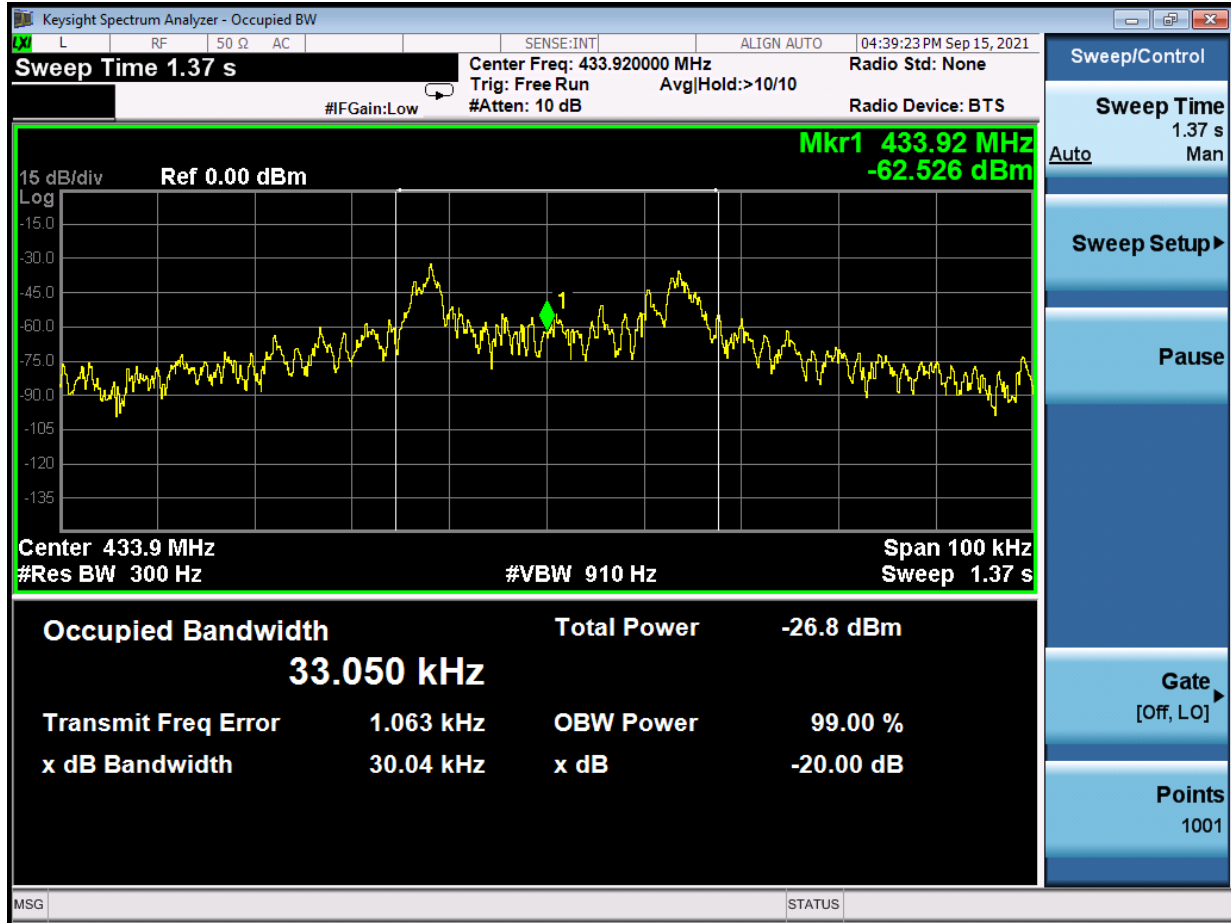 Keysight Spectrum Analyzer - Occupied BW
LXI L RF 50 Ω AC SENSE:INT ALIGN AUTO 04:39:23 PM Sep 15, 2021
Sweep Time 1.37 s
Center Freq: 433.920000 MHz Radio Std: None
Trig: Free Run Avg|Hold:>10/10
#IFGain:Low #Atten: 10 dB Radio Device: BTS
Mkr1 433.92 MHz
-62.526 dBm
15 dB/div Ref 0.00 dBm
Log
-15.0
-30.0
-45.0
1
-60.0
-75.0
-90.0
-105
-120
-135
Center 433.9 MHz Span 100 kHz
#Res BW 300 Hz #VBW 910 Hz Sweep 1.37 s
Occupied Bandwidth Total Power -26.8 dBm
33.050 kHz
Transmit Freq Error 1.063 kHz OBW Power 99.00 %
x dB Bandwidth 30.04 kHz x dB -20.00 dB
MSG STATUS
Sweep/Control
Sweep Time
1.37 s
Auto Man
Sweep Setup
Pause
Gate
[Off, LO]
Points
1001